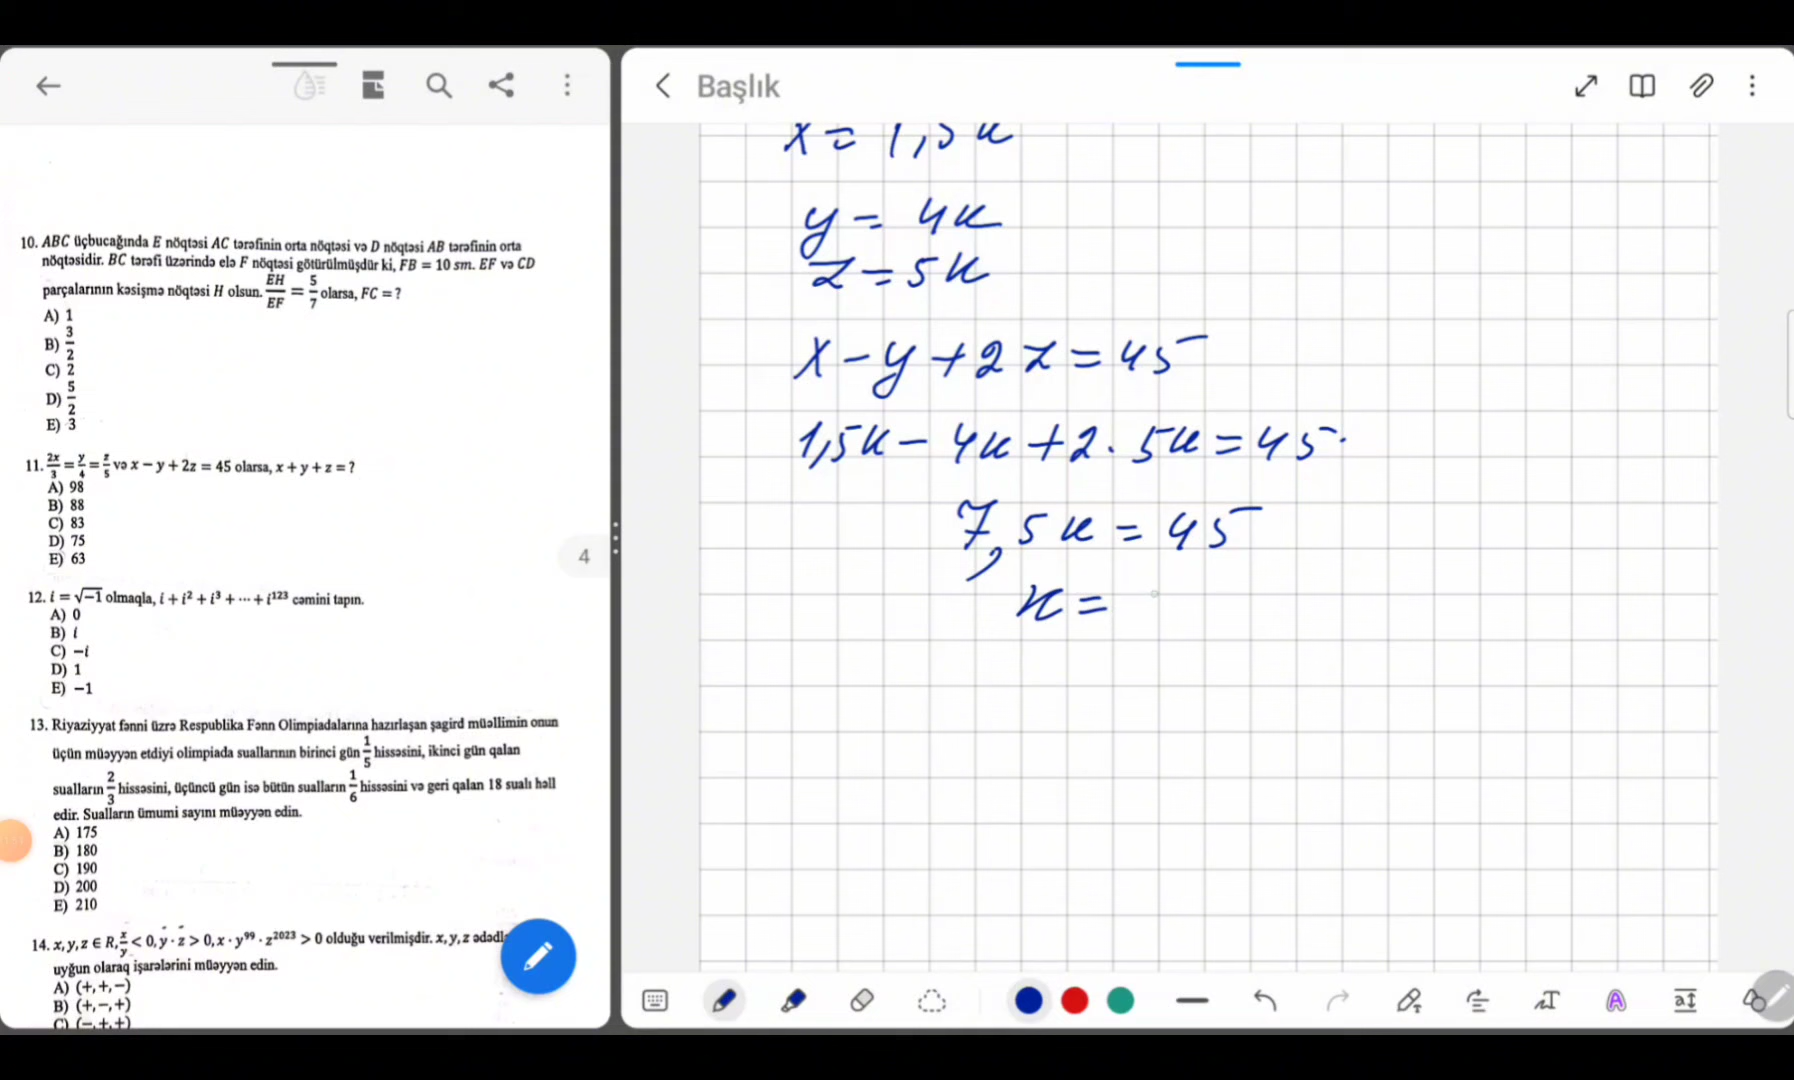 Başlık
10. ABC üçbucağında E nöqtəsi AC tərəfinin orta nöqtəsi və D nöqtəsi AB tərəfinin orta
nöqtəsidir. BC tərəfi üzərində elə F nöqtəsi götürülmüşdür ki, FB = 10 sm. EF və CD
parçalarının kəsişmə nöqtəsi H olsun. EH/EF = 5/7 olarsa, FC = ?
A) 1
B) 3/2
C) 2
D) 5/2
E) 3
11. 2x/3 = y/4 = z/5 və x − y + 2z = 45 olarsa, x + y + z = ?
A) 98
B) 88
C) 83
D) 75
E) 63
4
12. i = √−1 olmaqla, i + i² + i³ + ⋯ + i¹²³ cəmini tapın.
A) 0
B) i
C) −i
D) 1
E) −1
13. Riyaziyyat fənni üzrə Respublika Fənn Olimpiadalarına hazırlaşan şagird müəllimin onun
üçün müəyyən etdiyi olimpiada suallarının birinci gün 1/5 hissəsini, ikinci gün qalan
sualların 2/3 hissəsini, üçüncü gün isə bütün sualların 1/6 hissəsini və geri qalan 18 sualı həll
edir. Sualların ümumi sayını müəyyən edin.
A) 175
B) 180
C) 190
D) 200
E) 210
14. x, y, z ∈ R, x/y < 0, y · z > 0, x · y⁹⁹ · z²⁰²³ > 0 olduğu verilmişdir. x, y, z
uyğun olaraq işarələrini müəyyən edin.
A) (+, +, −)
B) (+, −, +)
C) (−, +, +)
x = 1,5k
y = 4k
z = 5k
x − y + 2z = 45
1,5k − 4k + 2 · 5k = 45.
7,5k = 45
k =